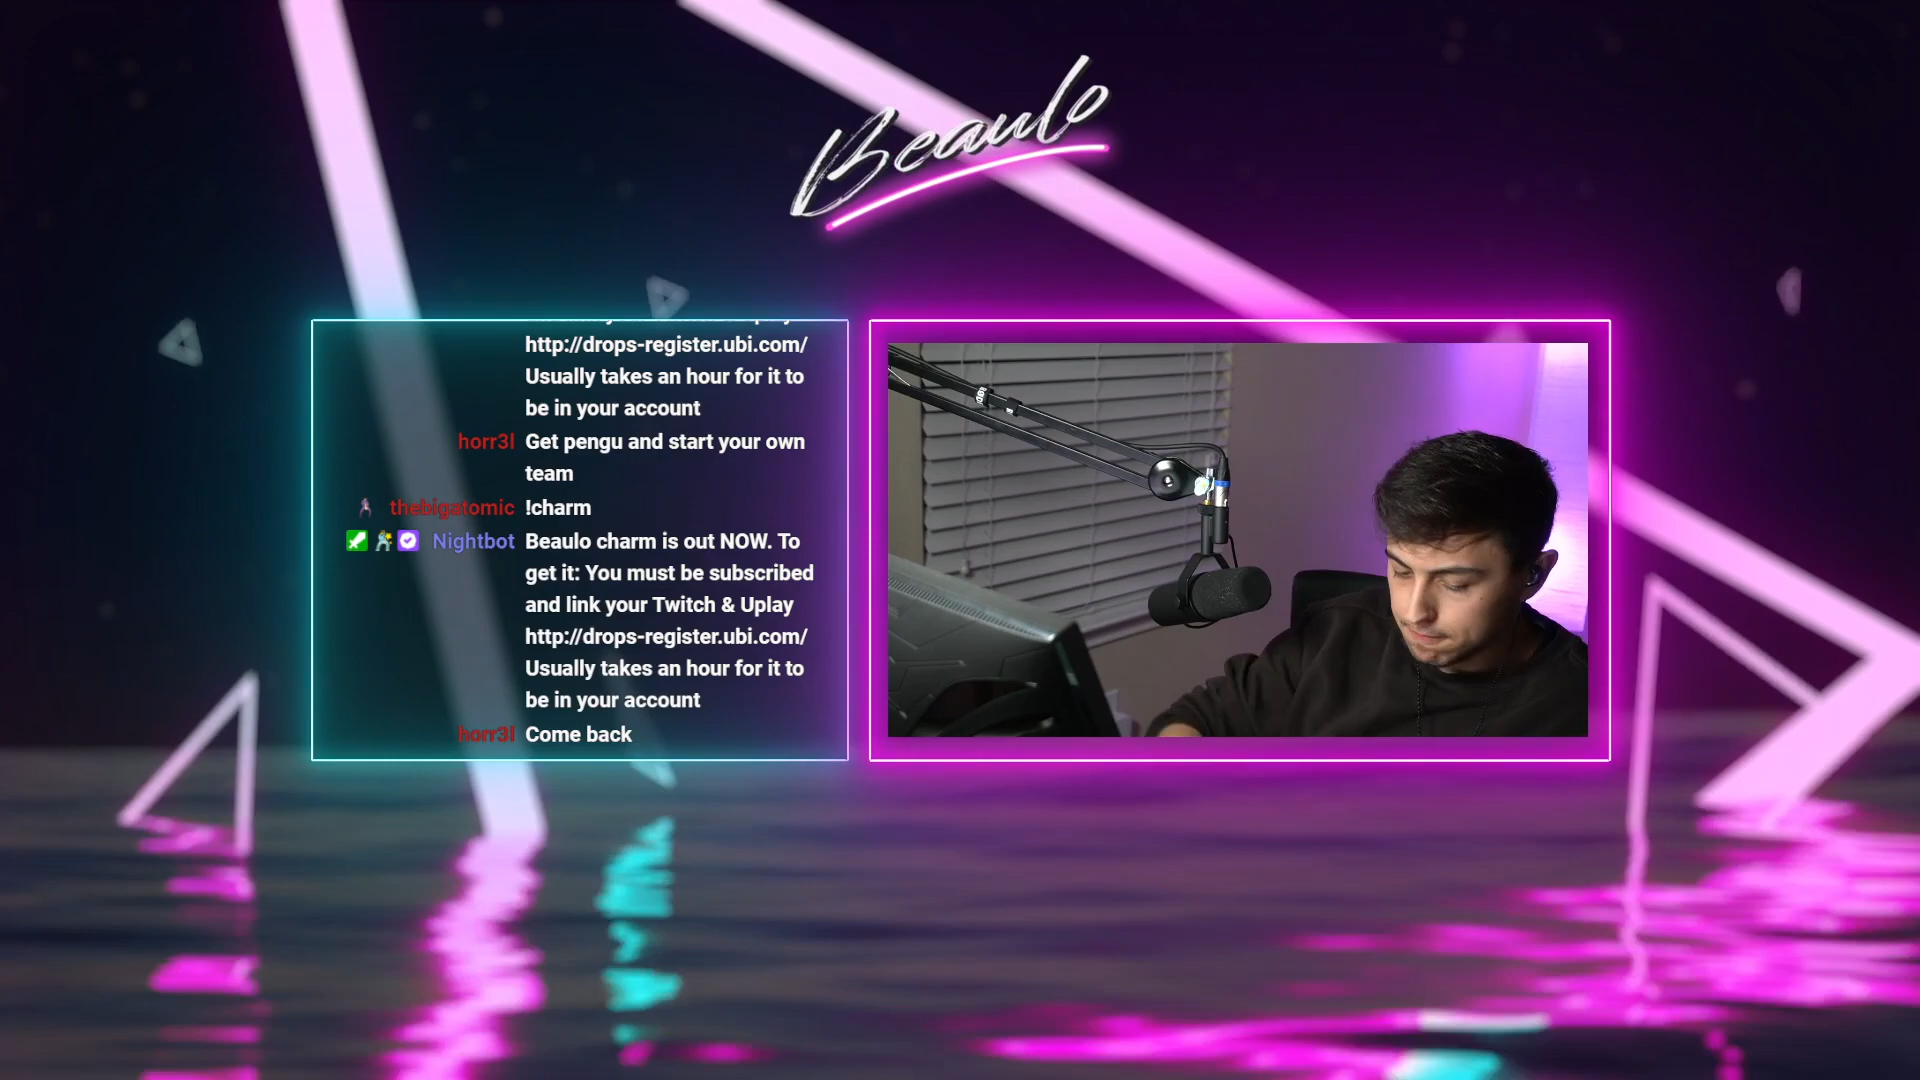 Beaulo
http://drops-register.ubi.com/
Usually takes an hour for it to
be in your account
horr3l Get pengu and start your own
team
thebigatomic !charm
Nightbot Beaulo charm is out NOW. To
get it: You must be subscribed
and link your Twitch & Uplay
http://drops-register.ubi.com/
Usually takes an hour for it to
be in your account
horr3l Come back